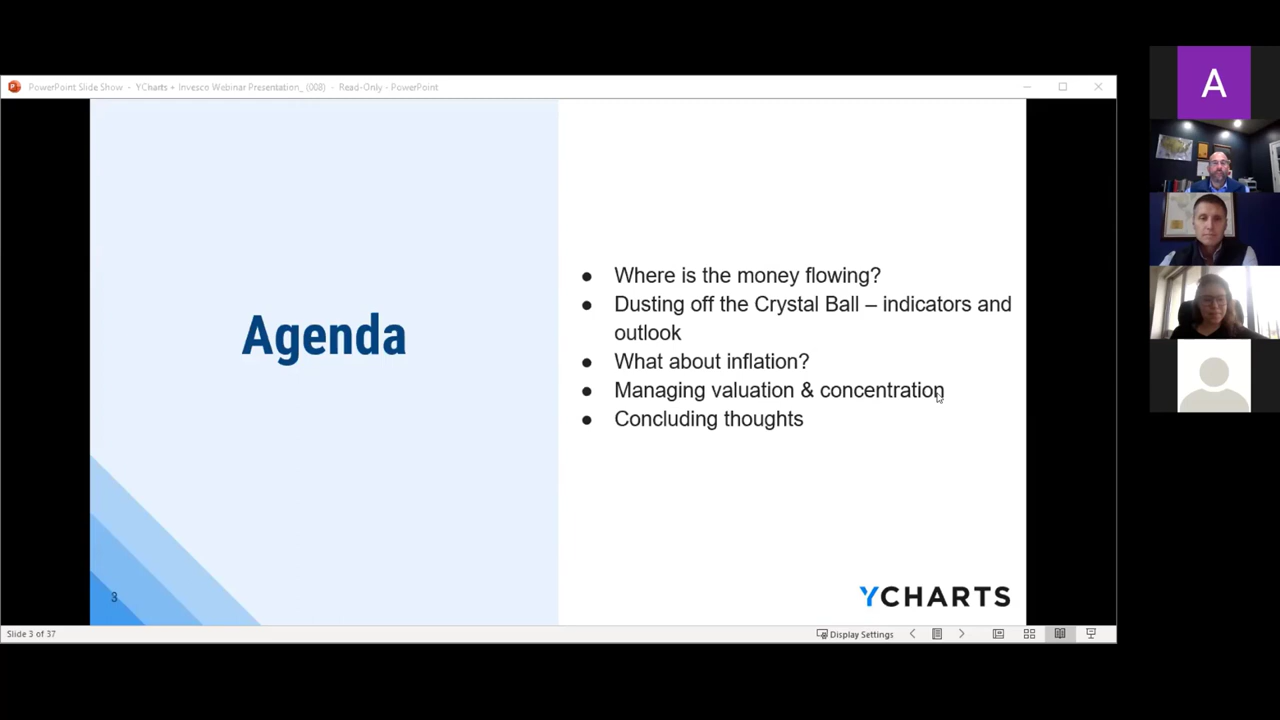 PowerPoint Slide Show - YCharts + Invesco Webinar Presentation_ (008) - Read-Only - PowerPoint
A
Agenda
● Where is the money flowing?
● Dusting off the Crystal Ball – indicators and
outlook
● What about inflation?
● Managing valuation & concentration
● Concluding thoughts
3
YCHARTS
Slide 3 of 37
Display Settings